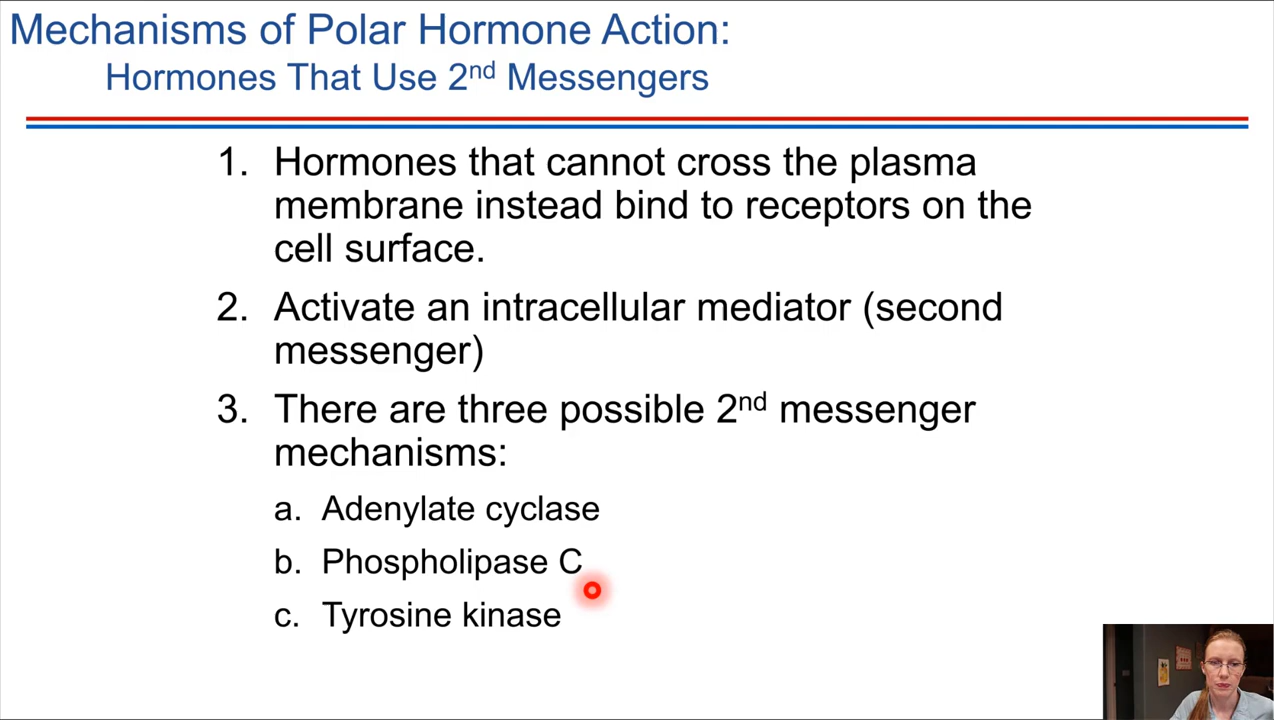 Mechanisms of Polar Hormone Action:
Hormones That Use 2nd Messengers
1. Hormones that cannot cross the plasma
membrane instead bind to receptors on the
cell surface.
2. Activate an intracellular mediator (second
messenger)
3. There are three possible 2nd messenger
mechanisms:
a. Adenylate cyclase
b. Phospholipase C
c. Tyrosine kinase